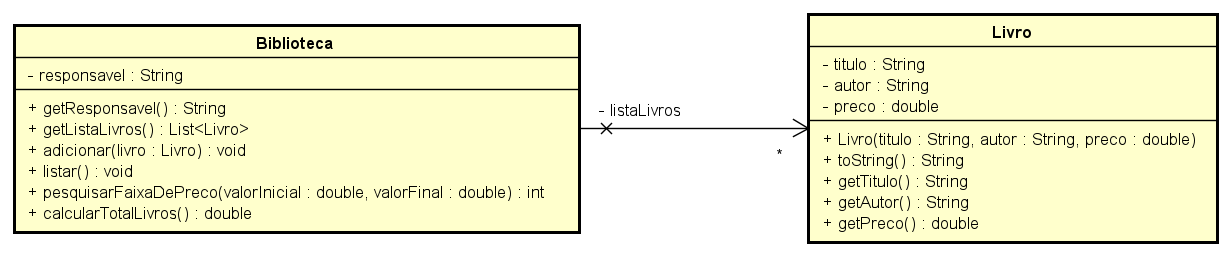 Biblioteca
- responsavel : String
+ getResponsavel() : String
+ getListaLivros() : List<Livro>
+ adicionar(livro : Livro) : void
+ listar() : void
+ pesquisarFaixaDePreco(valorInicial : double, valorFinal : double) : int
+ calcularTotalLivros() : double
- listaLivros
*
Livro
- titulo : String
- autor : String
- preco : double
+ Livro(titulo : String, autor : String, preco : double)
+ toString() : String
+ getTitulo() : String
+ getAutor() : String
+ getPreco() : double